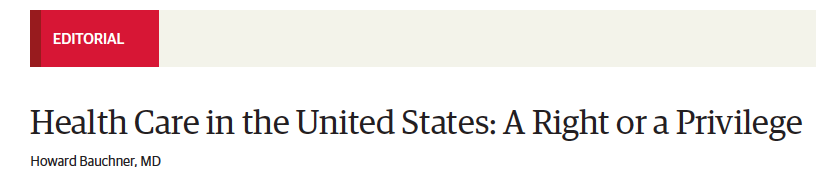 EDITORIAL
Health Care in the United States: A Right or a Privilege
Howard Bauchner, MD